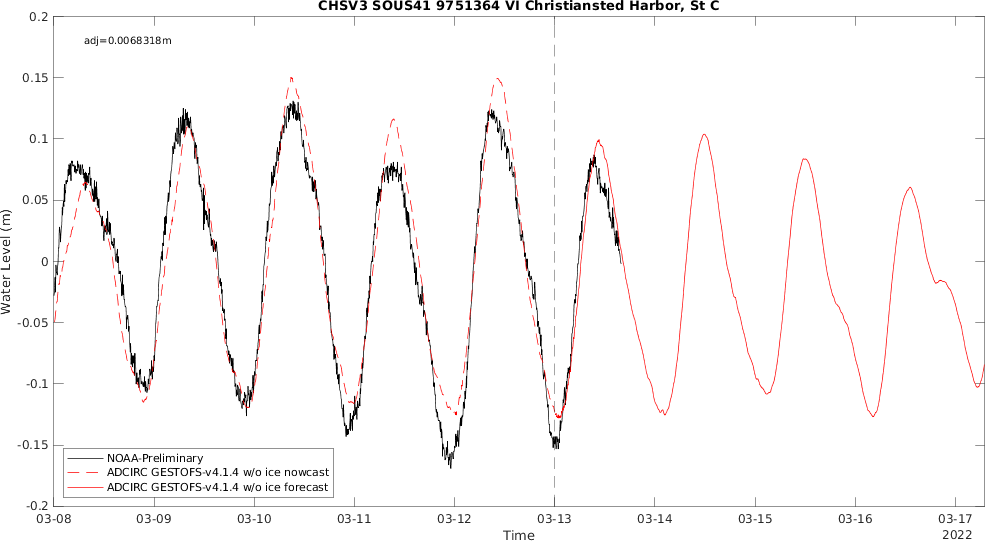 CHSV3 SOUS41 9751364 VI Christiansted Harbor, St C
adj=0.0068318m
0.2
0.15
0.1
0.05
0
-0.05
-0.1
-0.15
-0.2
Water Level (m)
NOAA-Preliminary
ADCIRC GESTOFS-v4.1.4 w/o ice nowcast
ADCIRC GESTOFS-v4.1.4 w/o ice forecast
03-08 03-09 03-10 03-11 03-12 03-13 03-14 03-15 03-16 03-17
Time
2022